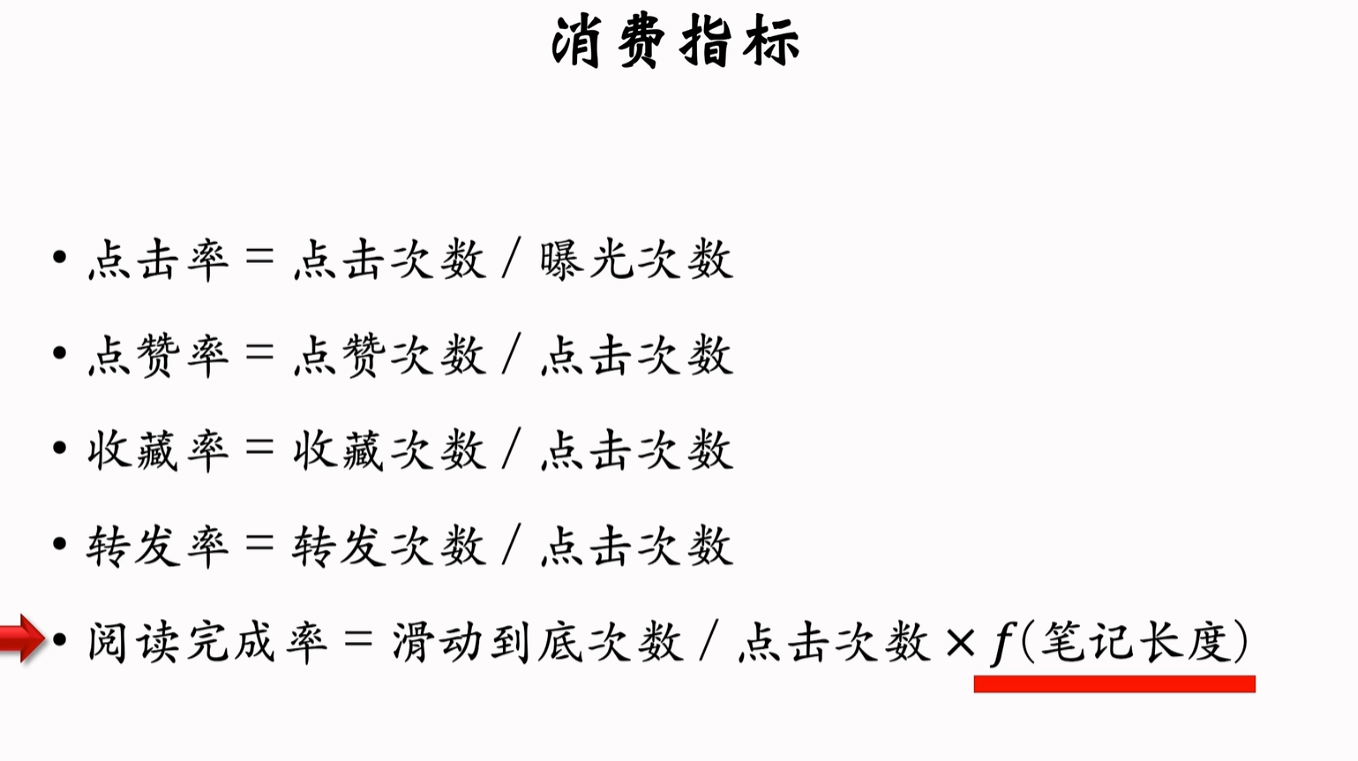 消费指标
• 点击率 = 点击次数 / 曝光次数
• 点赞率 = 点赞次数 / 点击次数
• 收藏率 = 收藏次数 / 点击次数
• 转发率 = 转发次数 / 点击次数
• 阅读完成率 = 滑动到底次数 / 点击次数 × f(笔记长度)